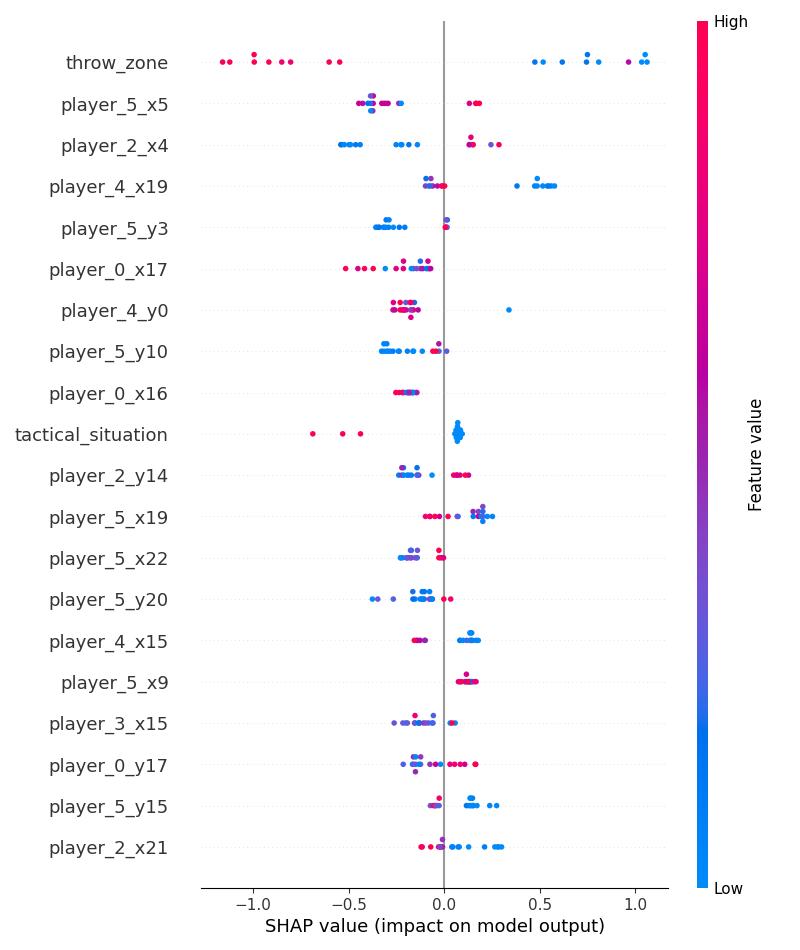 High
throw_zone
player_5_x5
player_2_x4
player_4_x19
player_5_y3
player_0_x17
player_4_y0
player_5_y10
player_0_x16
tactical_situation
player_2_y14
player_5_x19
player_5_x22
player_5_y20
player_4_x15
player_5_x9
player_3_x15
player_0_y17
player_5_y15
player_2_x21
Feature value
Low
−1.0 −0.5 0.0 0.5 1.0
SHAP value (impact on model output)